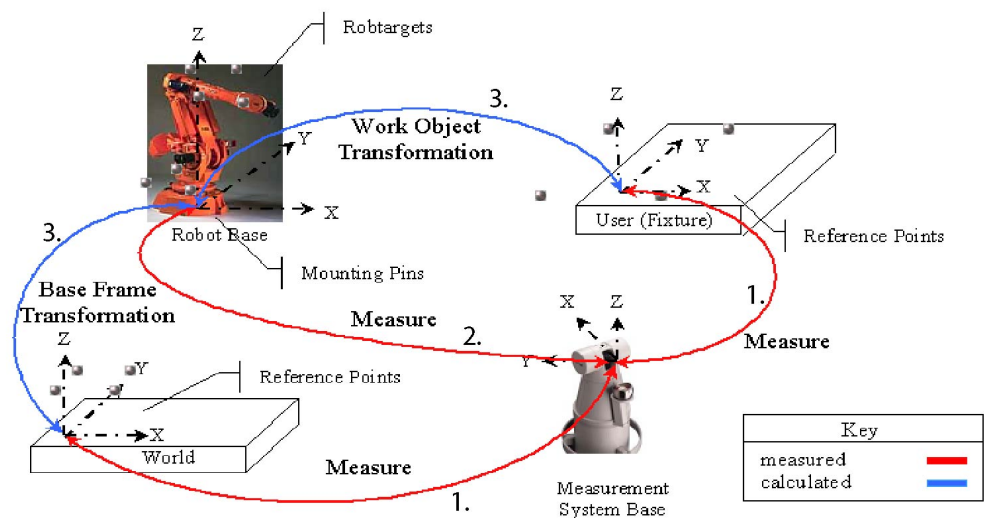 Z
Robtargets
3.
Z
Work Object
Transformation
Y
Y
X
X
User (Fixture)
Reference Points
3.
Robot Base
Mounting Pins
Base Frame
Transformation
1.
X
Z
Measure
2.
Measure
Z
Y
Y
Reference Points
X
World
Key
Measure
measured
calculated
1.
Measurement
System Base